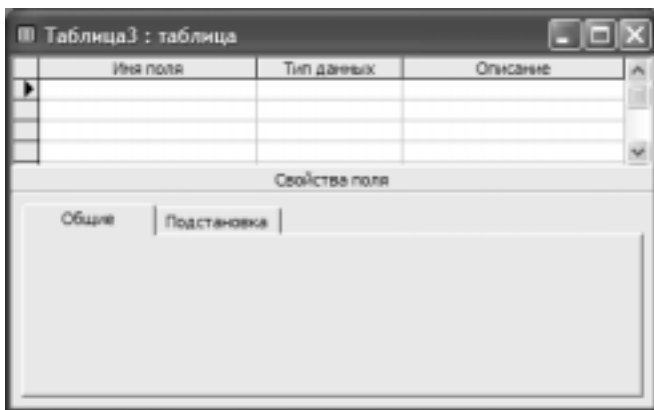 Таблица3 : таблица
Имя поля Тип данных Описание
Свойства поля
Общие Подстановка